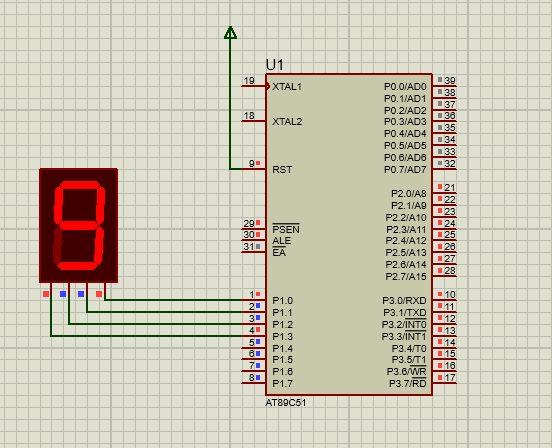 U1
19 XTAL1 P0.0/AD0 39
P0.1/AD1 38
P0.2/AD2 37
18 XTAL2 P0.3/AD3 36
P0.4/AD4 35
P0.5/AD5 34
P0.6/AD6 33
9 RST P0.7/AD7 32
P2.0/A8 21
P2.1/A9 22
P2.2/A10 23
29 PSEN P2.3/A11 24
30 ALE P2.4/A12 25
31 EA P2.5/A13 26
P2.6/A14 27
P2.7/A15 28
1 P1.0 P3.0/RXD 10
2 P1.1 P3.1/TXD 11
3 P1.2 P3.2/INT0 12
4 P1.3 P3.3/INT1 13
5 P1.4 P3.4/T0 14
6 P1.5 P3.5/T1 15
7 P1.6 P3.6/WR 16
8 P1.7 P3.7/RD 17
AT89C51
9